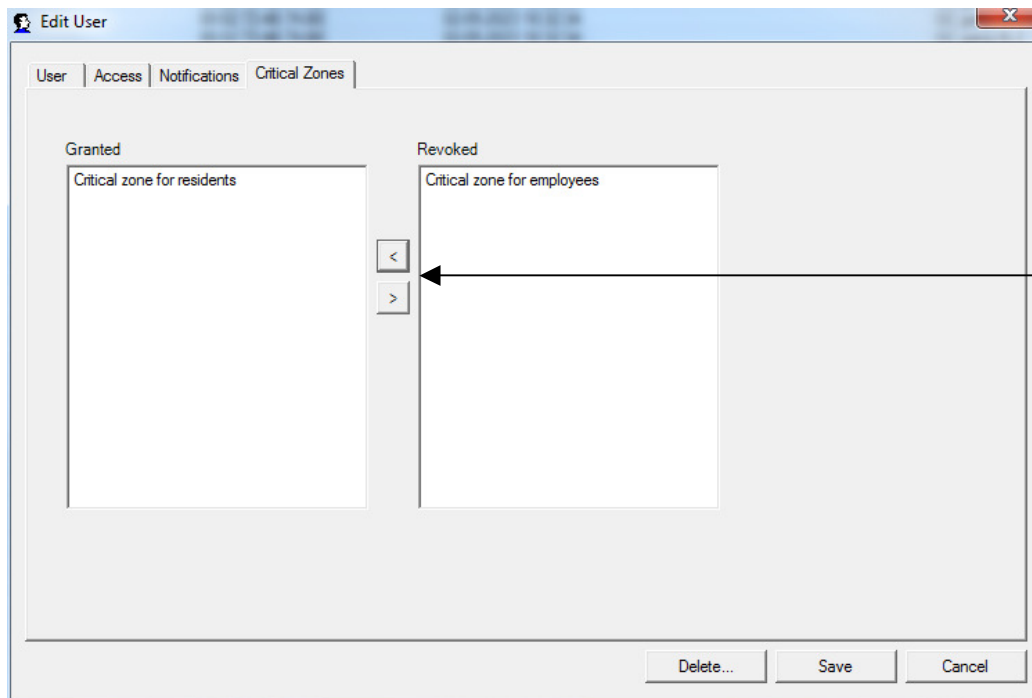 Edit User
User
Access
Notifications
Critical Zones
Granted
Revoked
Critical zone for residents
Critical zone for employees
<
>
Delete...
Save
Cancel